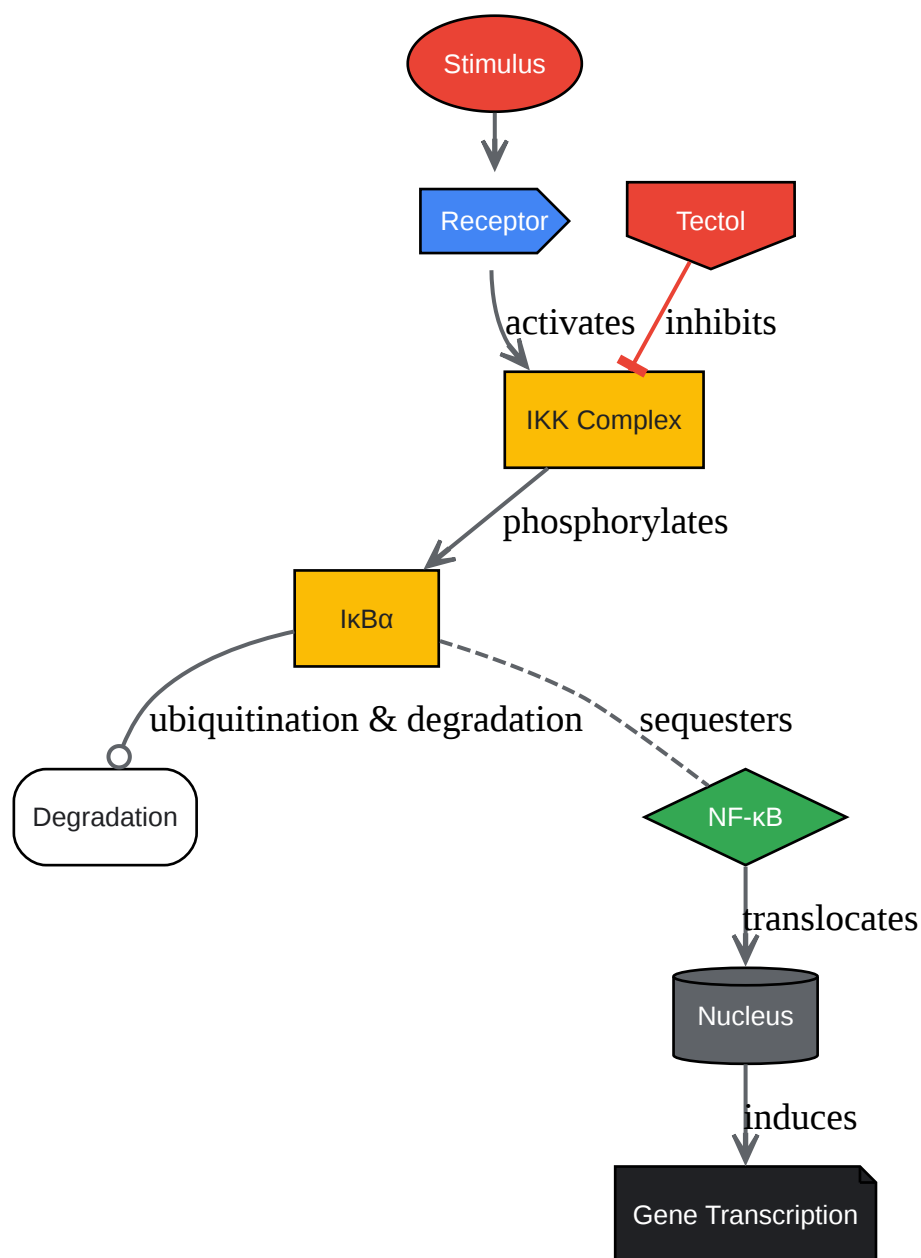 Stimulus
Receptor
Tectol
activates
inhibits
IKK Complex
phosphorylates
IκBα
ubiquitination & degradation
sequesters
Degradation
NF-κB
translocates
Nucleus
induces
Gene Transcription